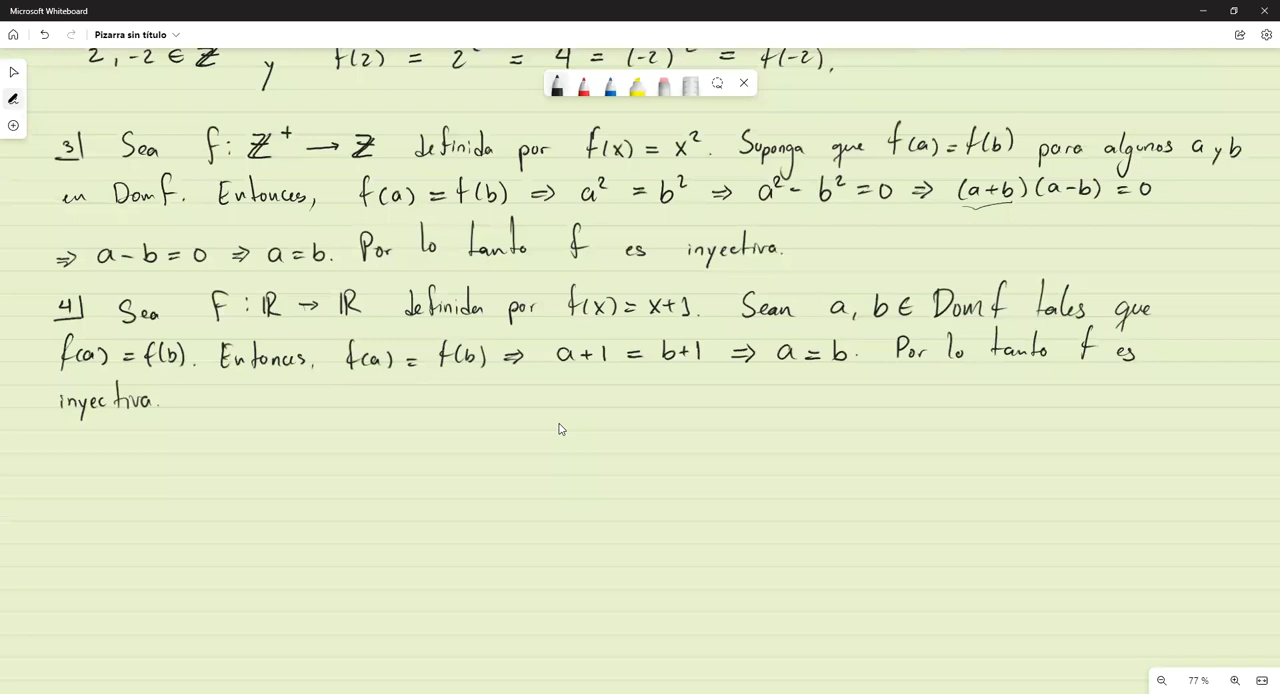 Microsoft Whiteboard
Pizarra sin título
2, -2 ∈ ℤ y f(2) = 2² = 4 = (-2)² = f(-2),
3) Sea f: ℤ⁺ → ℤ definida por f(x) = x². Suponga que f(a) = f(b) para algunos a y b
en Domf. Entonces, f(a) = f(b) ⇒ a² = b² ⇒ a² - b² = 0 ⇒ (a+b)(a-b) = 0
⇒ a - b = 0 ⇒ a = b. Por lo tanto f es inyectiva.
4) Sea F: ℝ → ℝ definida por f(x) = x+1. Sean a, b ∈ Domf tales que
f(a) = f(b). Entonces, f(a) = f(b) ⇒ a+1 = b+1 ⇒ a = b. Por lo tanto f es
inyectiva.
77 %